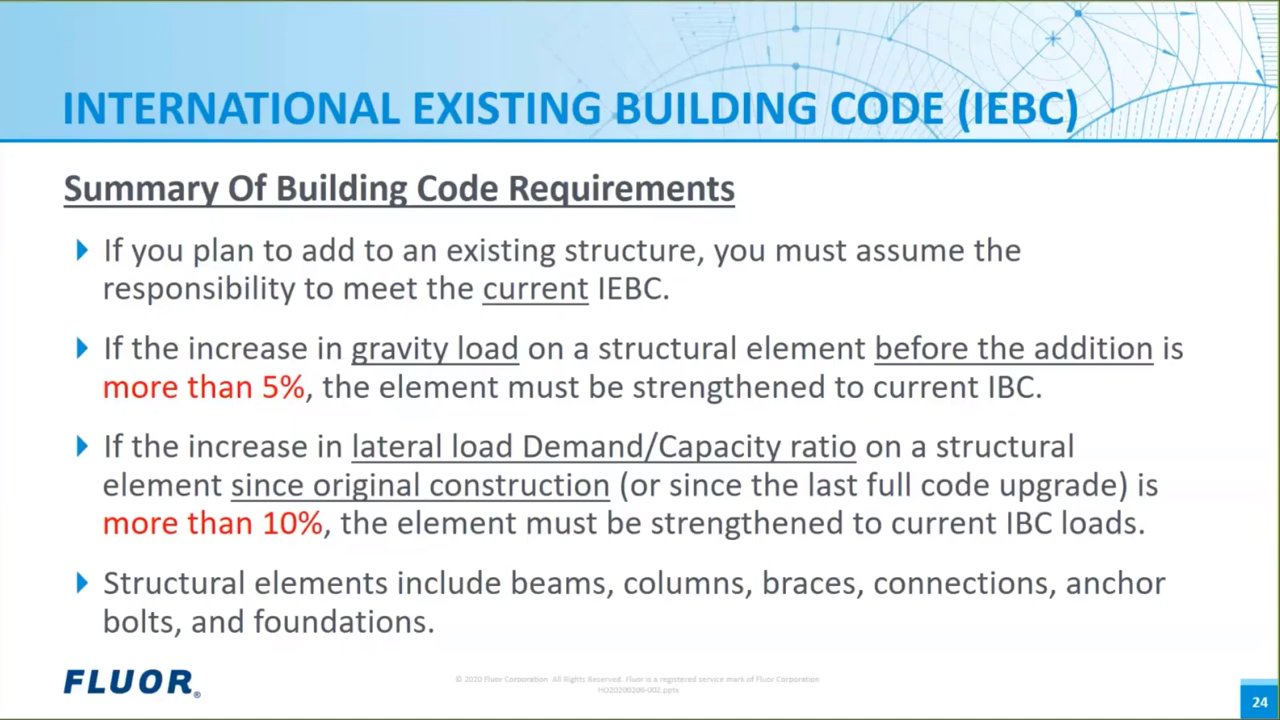 INTERNATIONAL EXISTING BUILDING CODE (IEBC)
Summary Of Building Code Requirements
If you plan to add to an existing structure, you must assume the
responsibility to meet the current IEBC.
If the increase in gravity load on a structural element before the addition is
more than 5%, the element must be strengthened to current IBC.
If the increase in lateral load Demand/Capacity ratio on a structural
element since original construction (or since the last full code upgrade) is
more than 10%, the element must be strengthened to current IBC loads.
Structural elements include beams, columns, braces, connections, anchor
bolts, and foundations.
FLUOR®
© 2020 Fluor Corporation. All Rights Reserved. Fluor is a registered service mark of Fluor Corporation.
HO20200206-002.pptx
24